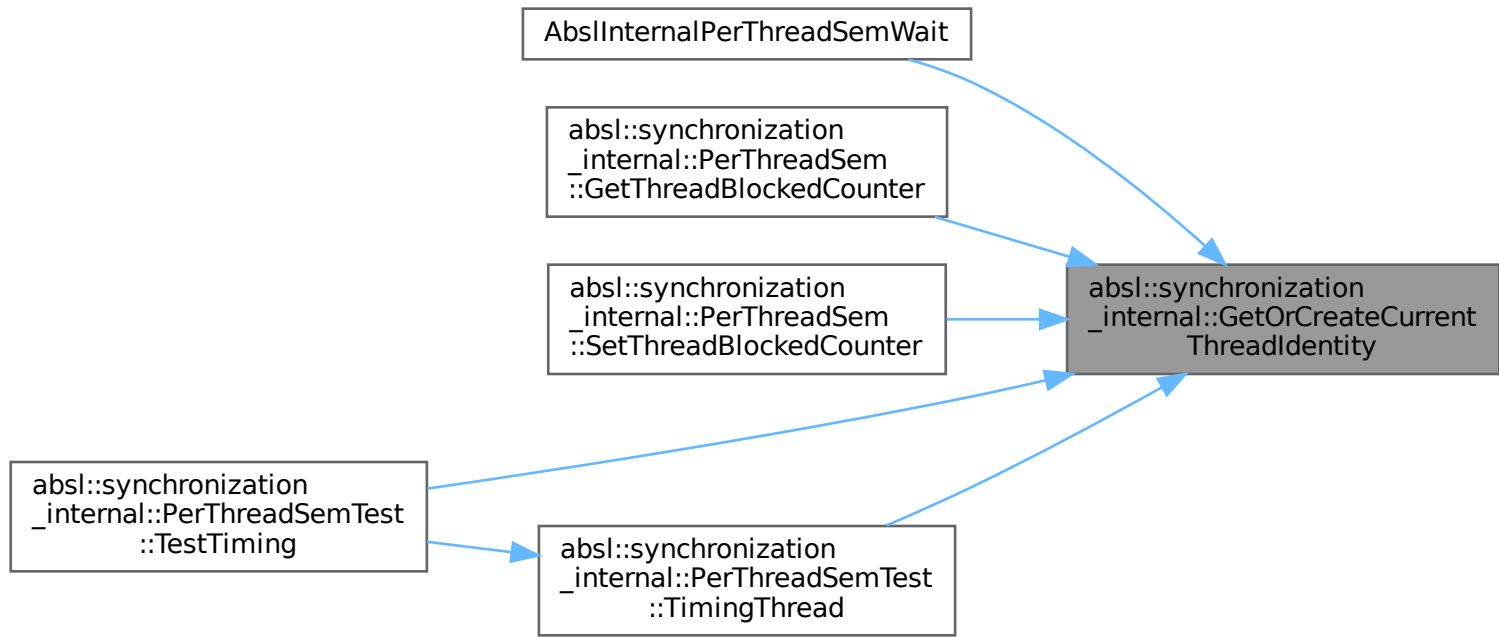 AbslInternalPerThreadSemWait
absl::synchronization
_internal::PerThreadSem
::GetThreadBlockedCounter
absl::synchronization
_internal::PerThreadSem
::SetThreadBlockedCounter
absl::synchronization
_internal::GetOrCreateCurrent
ThreadIdentity
absl::synchronization
_internal::PerThreadSemTest
::TestTiming
absl::synchronization
_internal::PerThreadSemTest
::TimingThread